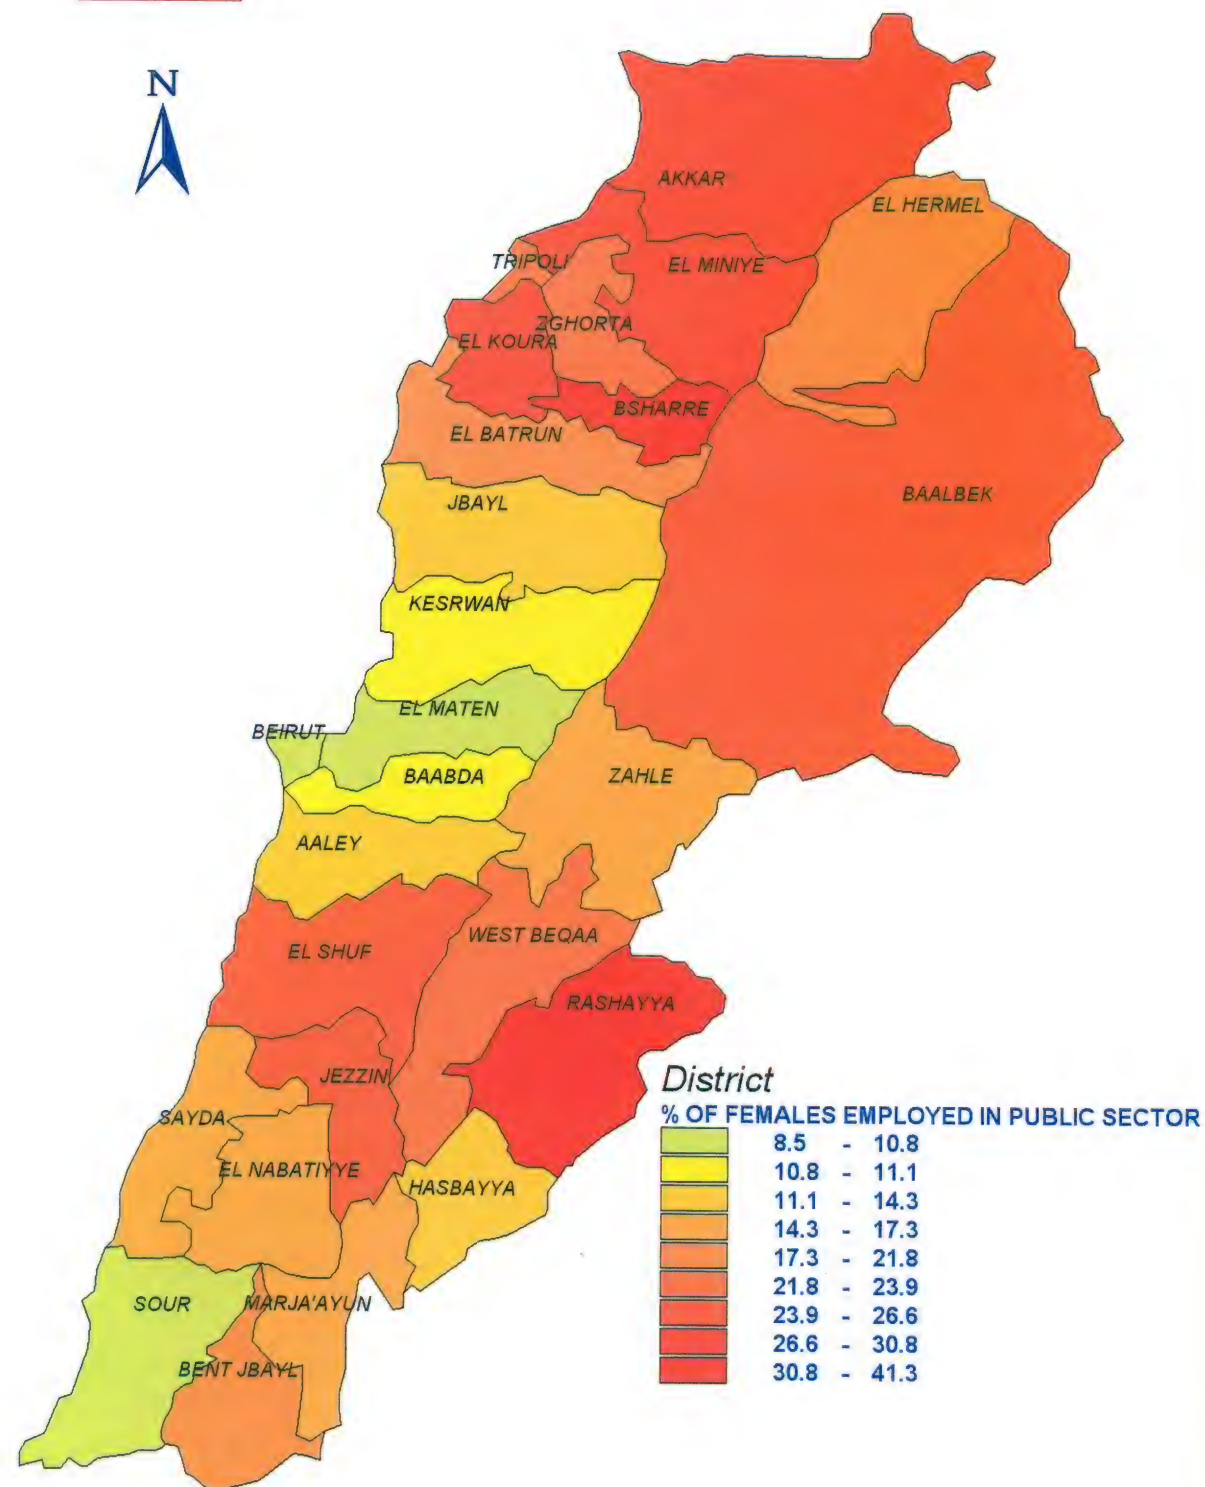 N
AKKAR
EL HERMEL
TRIPOLI
EL MINIYE
ZGHORTA
EL KOURA
BSHARRE
EL BATRUN
BAALBEK
JBAYL
KESRWAN
EL MATEN
BEIRUT
BAABDA
ZAHLE
AALEY
WEST BEQAA
EL SHUF
RASHAYYA
JEZZIN
SAYDA
EL NABATIYYE
HASBAYYA
SOUR
MARJA'AYUN
BENT JBAYL
District
% OF FEMALES EMPLOYED IN PUBLIC SECTOR
8.5 - 10.8
10.8 - 11.1
11.1 - 14.3
14.3 - 17.3
17.3 - 21.8
21.8 - 23.9
23.9 - 26.6
26.6 - 30.8
30.8 - 41.3